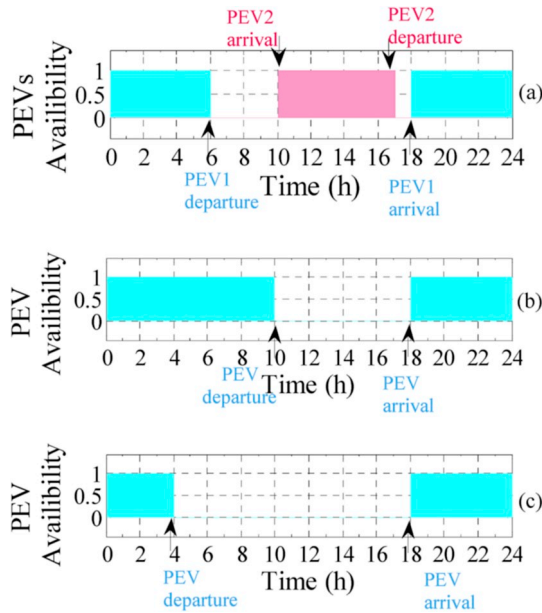 PEV2
arrival
PEV2
departure
PEVs
Availibility
1
0.5
0
(a)
0 2 4 6 8 10 12 14 16 18 20 22 24
PEV1
departure
Time (h)
PEV1
arrival
PEV
Availibility
1
0.5
0
(b)
0 2 4 6 8 10 12 14 16 18 20 22 24
PEV
departure
Time (h)
PEV
arrival
PEV
Availibility
1
0.5
0
(c)
0 2 4 6 8 10 12 14 16 18 20 22 24
PEV
departure
Time (h)
PEV
arrival